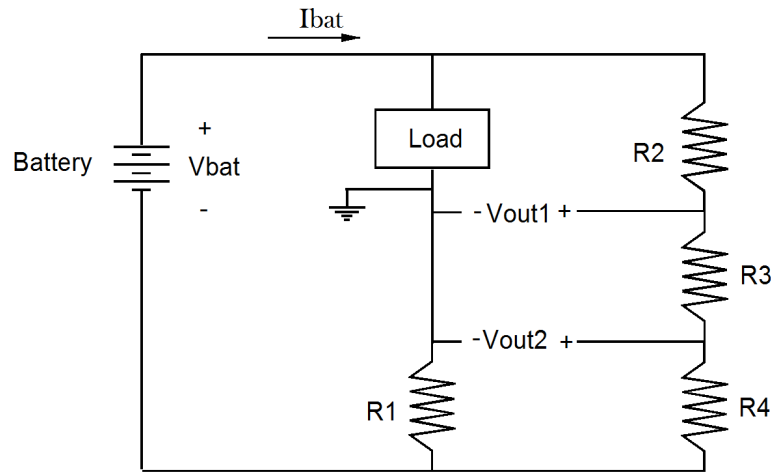 Ibat
Battery
+
Vbat
-
Load
R2
- Vout1 +
R3
-Vout2 +
R1
R4